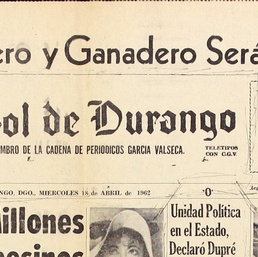 ero y Ganadero Será
ol de Durango
MBRO DE LA CADENA DE PERIODICOS GARCIA VALSECA.
TELETIPOS
CON C.G.V.
NGO, DGO., MIERCOLES 18 de ABRIL de 1962
"O"
illones
Unidad Política
en el Estado,
Declaró Dupré